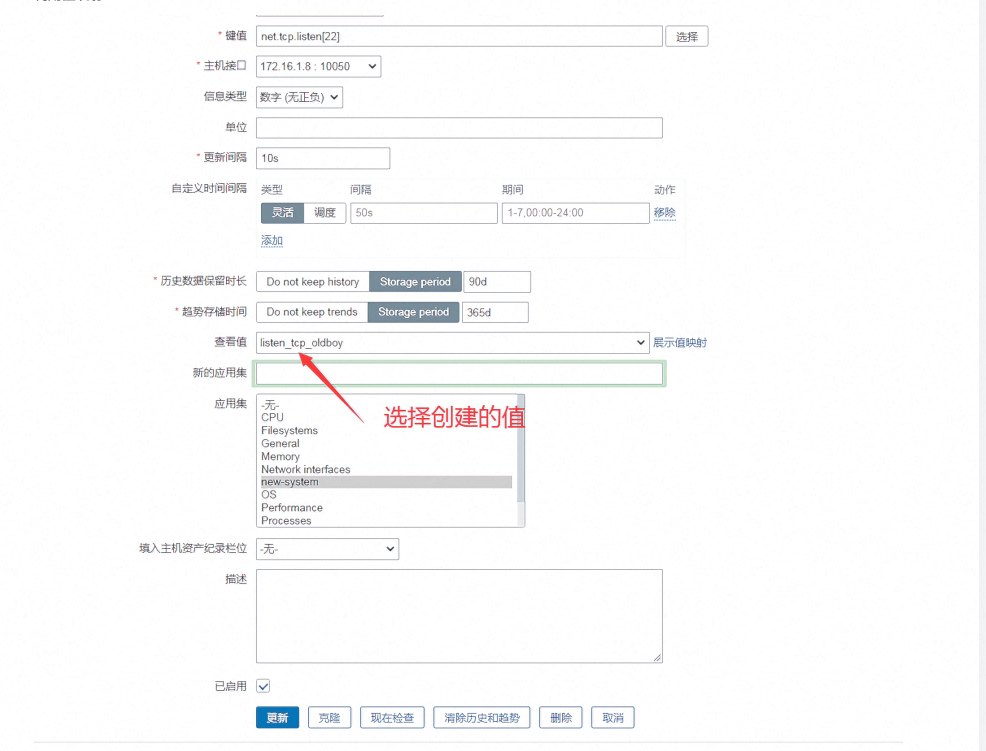 * 键值 net.tcp.listen[22] 选择
* 主机接口 172.16.1.8 : 10050
信息类型 数字 (无正负)
单位
* 更新间隔 10s
自定义时间间隔 类型 间隔 期间 动作
灵活 调度 50s 1-7,00:00-24:00 移除
添加
* 历史数据保留时长 Do not keep history Storage period 90d
* 趋势存储时间 Do not keep trends Storage period 365d
查看值 listen_tcp_oldboy 展示值映射
新的应用集
应用集 -无-
CPU
选择创建的值
Filesystems
General
Memory
Network interfaces
new-system
OS
Performance
Processes
填入主机资产纪录栏位 -无-
描述
已启用
更新 克隆 现在检查 清除历史和趋势 删除 取消